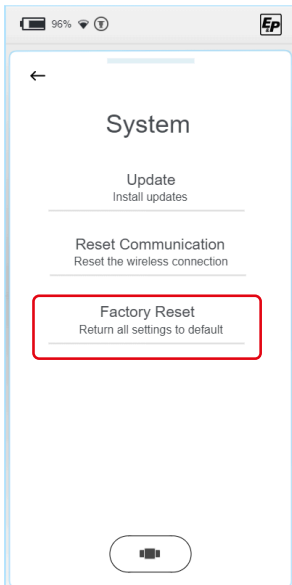 96%
EP
System
Update
Install updates
Reset Communication
Reset the wireless connection
Factory Reset
Return all settings to default